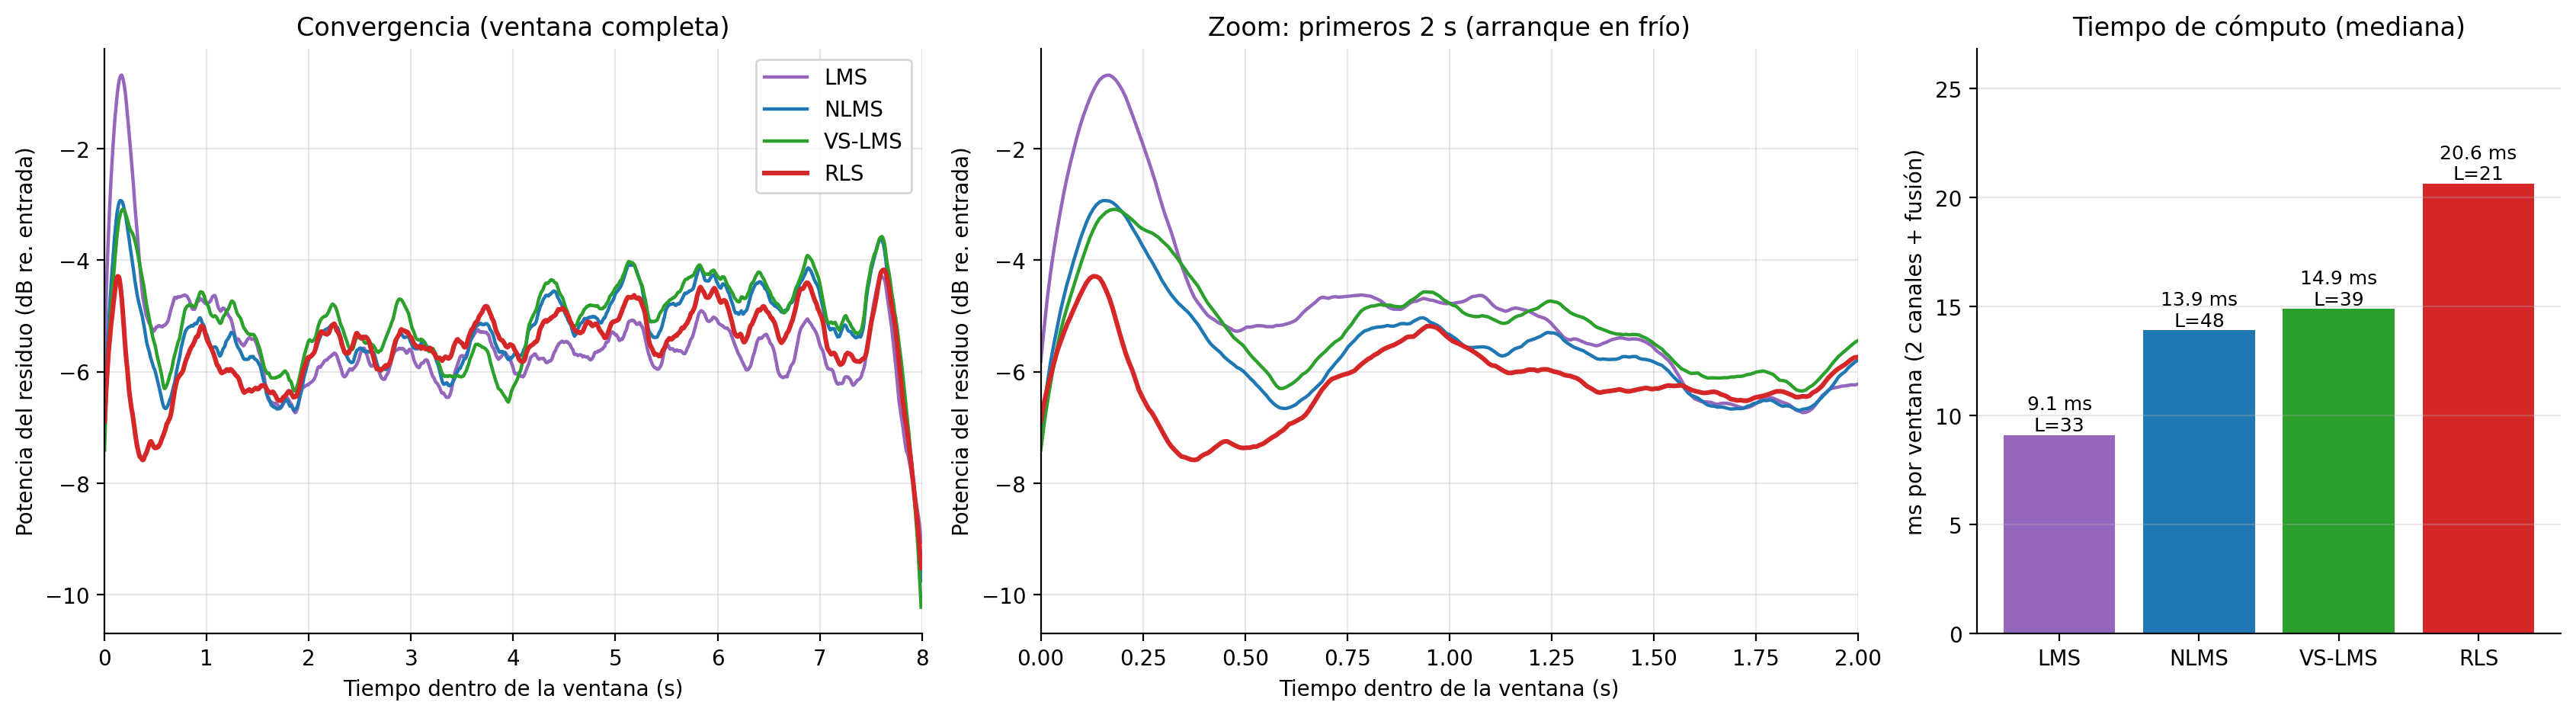 Convergencia (ventana completa)
Potencia del residuo (dB re. entrada)
−2
−4
−6
−8
−10
LMS
NLMS
VS-LMS
RLS
0 1 2 3 4 5 6 7 8
Tiempo dentro de la ventana (s)
Zoom: primeros 2 s (arranque en frío)
Potencia del residuo (dB re. entrada)
−2
−4
−6
−8
−10
0.00 0.25 0.50 0.75 1.00 1.25 1.50 1.75 2.00
Tiempo dentro de la ventana (s)
Tiempo de cómputo (mediana)
ms por ventana (2 canales + fusión)
25
20
15
10
5
0
9.1 ms
L=33
13.9 ms
L=48
14.9 ms
L=39
20.6 ms
L=21
LMS NLMS VS-LMS RLS